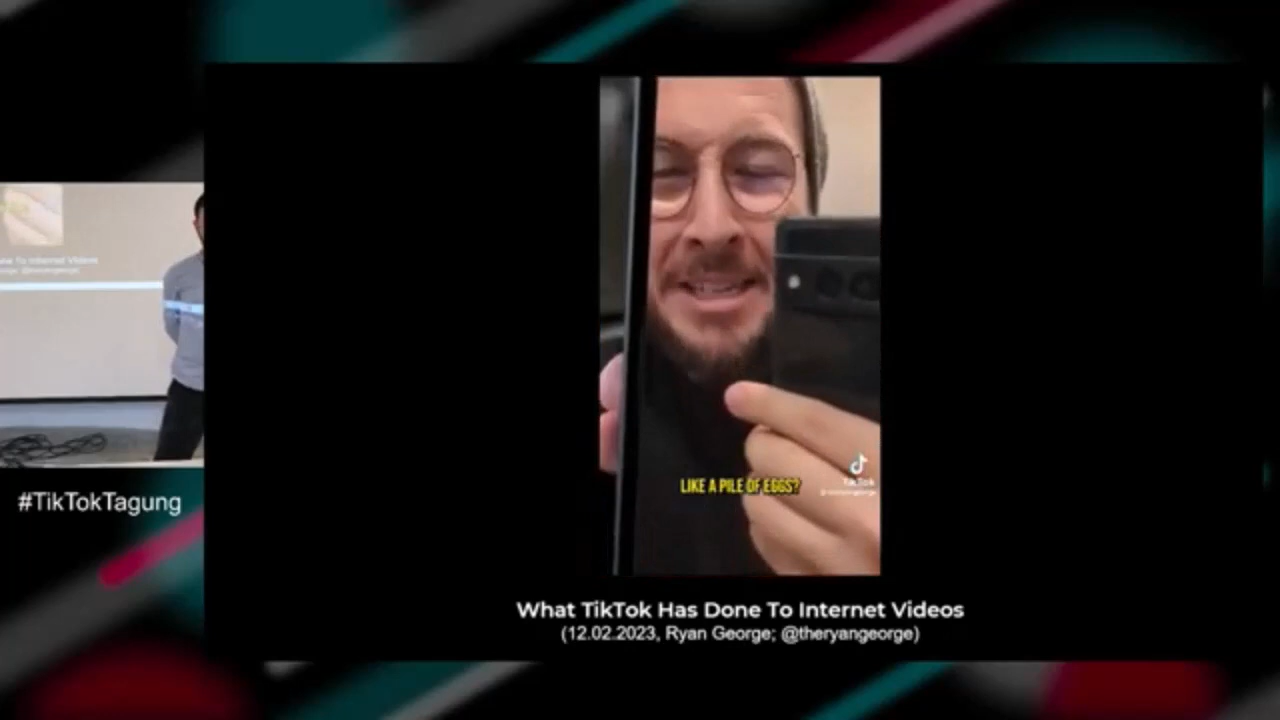 #TikTokTagung
LIKE A PILE OF EGGS?
TikTok
What TikTok Has Done To Internet Videos
(12.02.2023, Ryan George; @theryangeorge)